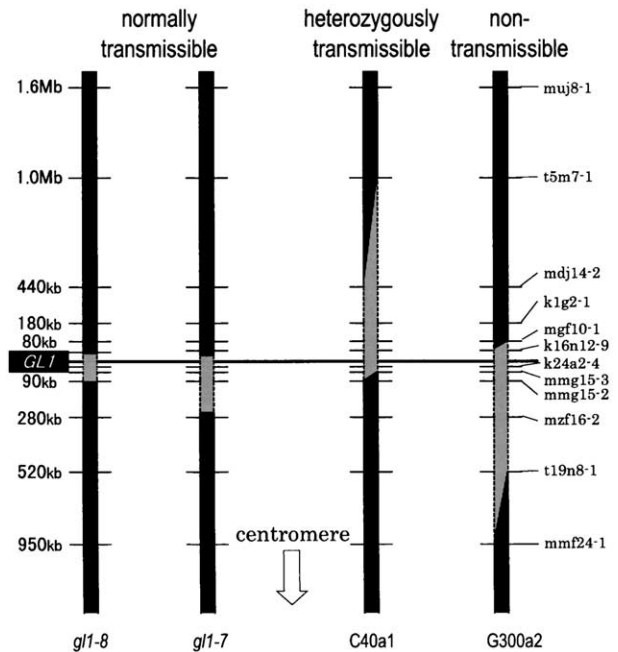 normally transmissible
heterozygously transmissible
non-transmissible
1.6Mb
1.0Mb
440kb
180kb
80kb
GL1
90kb
280kb
520kb
950kb
muj8-1
t5m7-1
mdj14-2
k1g2-1
mgf10-1
k16n12-9
k24a2-4
mmg15-3
mmg15-2
mzf16-2
t19n8-1
mmf24-1
centromere
gl1-8
gl1-7
C40a1
G300a2